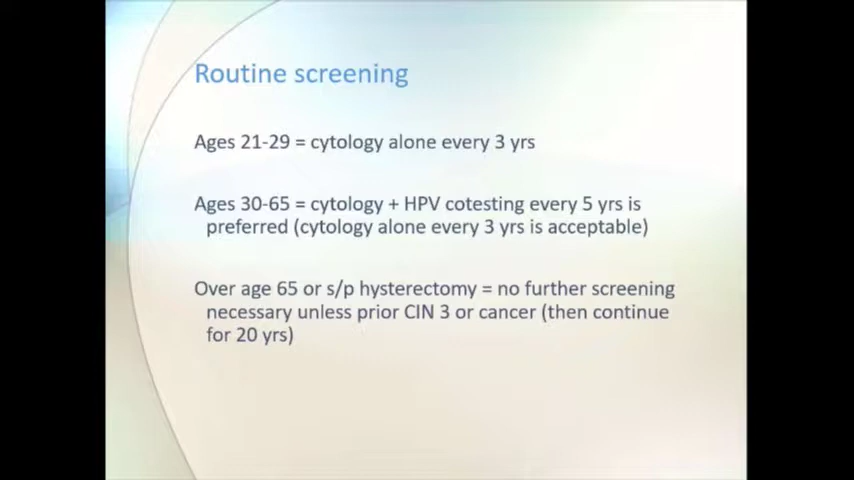 Routine screening
Ages 21-29 = cytology alone every 3 yrs
Ages 30-65 = cytology + HPV cotesting every 5 yrs is
preferred (cytology alone every 3 yrs is acceptable)
Over age 65 or s/p hysterectomy = no further screening
necessary unless prior CIN 3 or cancer (then continue
for 20 yrs)